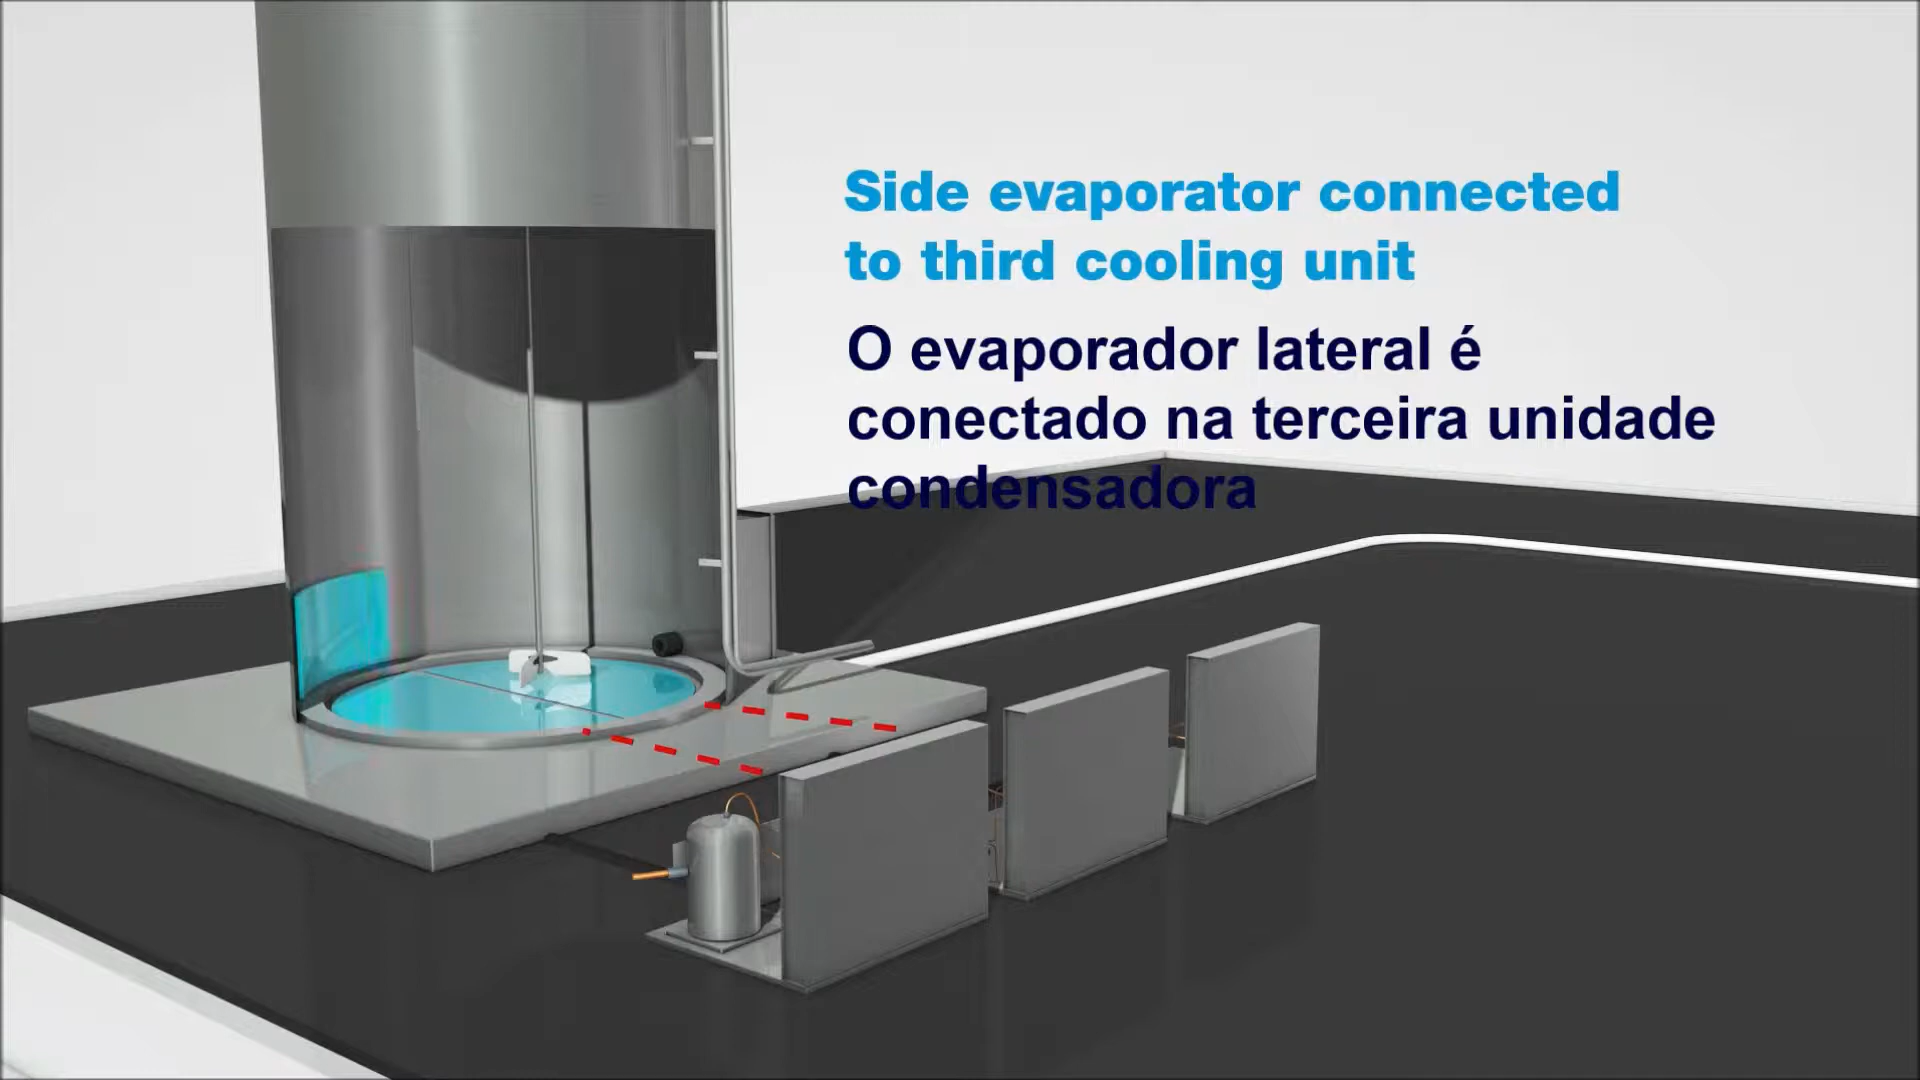 Side evaporator connected
to third cooling unit
O evaporador lateral é
conectado na terceira unidade
condensadora